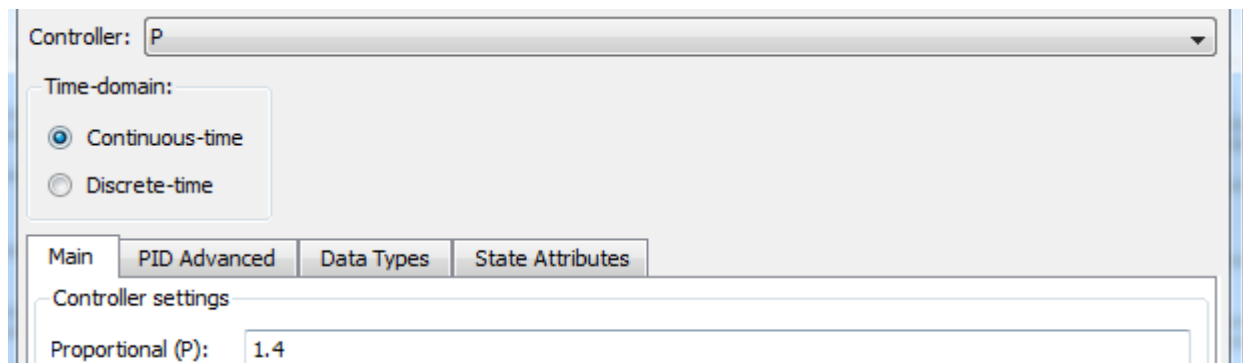 Controller: P
Time-domain:
Continuous-time
Discrete-time
Main PID Advanced Data Types State Attributes
Controller settings
Proportional (P): 1.4